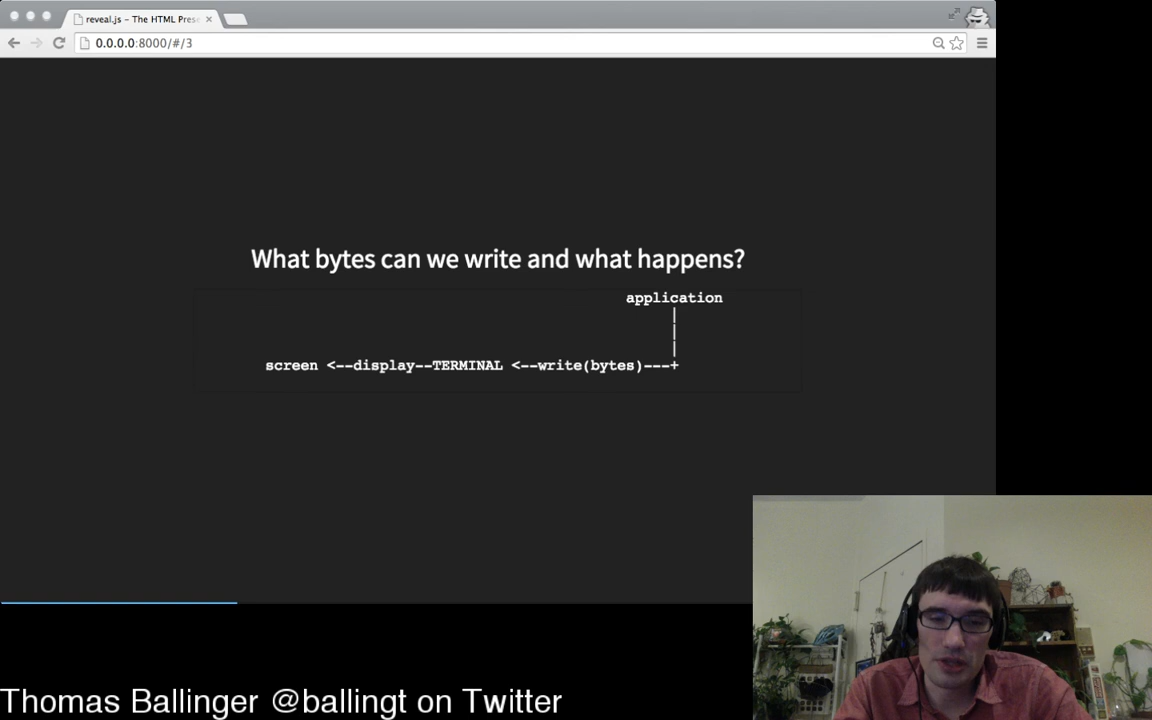 reveal.js – The HTML Pres
0.0.0.0:8000/#/3
What bytes can we write and what happens?
application
|
|
|
screen <--display--TERMINAL <--write(bytes)---+
Thomas Ballinger @ballingt on Twitter